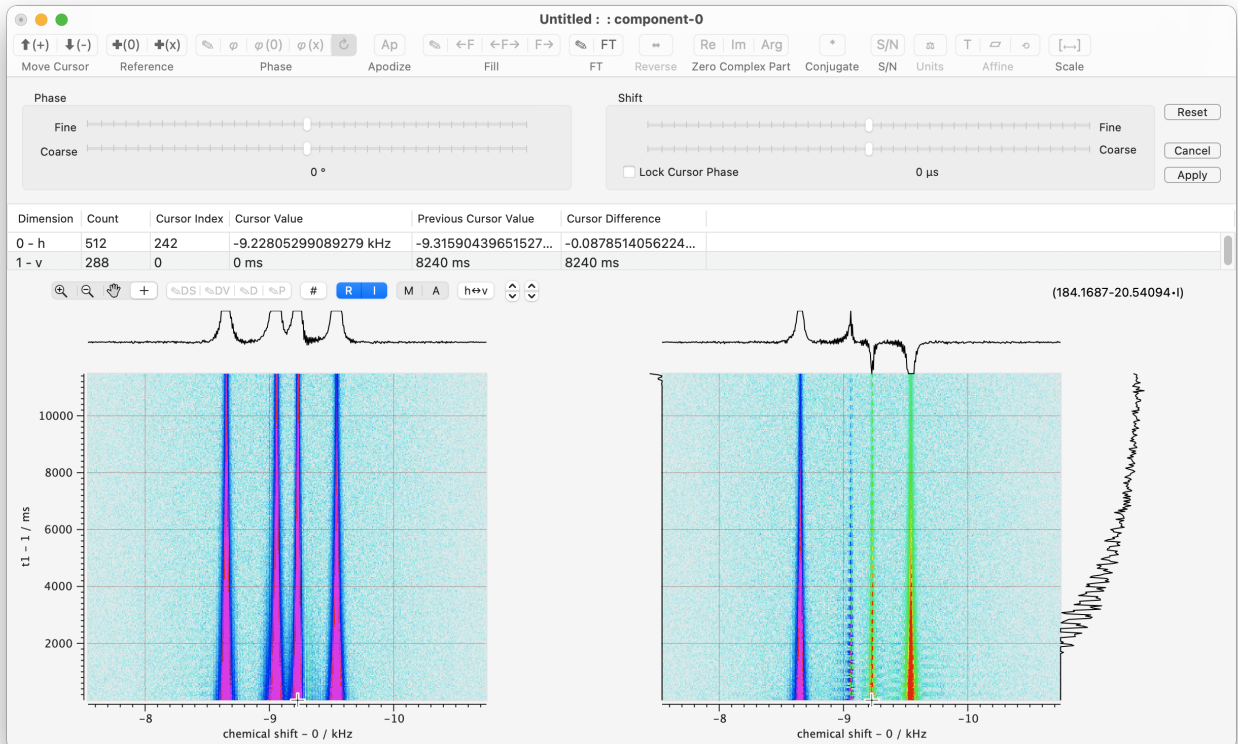 Untitled : : component-0
(+) (-) (0) (x) φ φ(0) φ(x) Ap ←F ←F→ F→ FT Re Im Arg * S/N T
Move Cursor Reference Phase Apodize Fill FT Reverse Zero Complex Part Conjugate S/N Units Affine Scale
Phase Shift
Reset
Fine Fine
Coarse Coarse
Cancel
0 ° Lock Cursor Phase 0 µs
Apply
Dimension Count Cursor Index Cursor Value Previous Cursor Value Cursor Difference
0 - h 512 242 -9.22805299089279 kHz -9.31590439651527... -0.0878514056224...
1 - v 288 0 0 ms 8240 ms 8240 ms
DS DV D P # R I M A h↔v (184.1687-20.54094•I)
10000
8000
6000
4000
2000
t1 - 1 / ms
-8 -9 -10 -8 -9 -10
chemical shift - 0 / kHz chemical shift - 0 / kHz